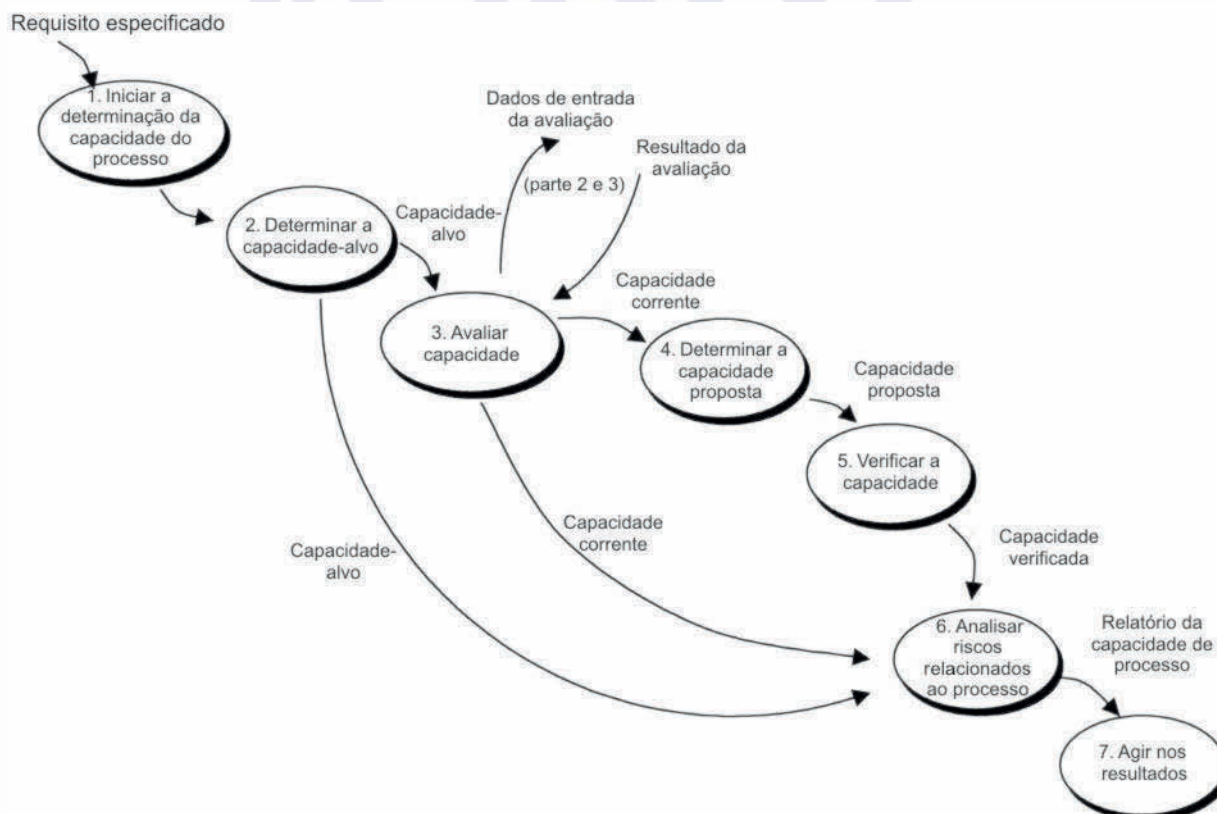 Requisito especificado
1. Iniciar a
determinação da
capacidade do
processo
Dados de entrada
da avaliação
Resultado da
avaliação
(parte 2 e 3)
2. Determinar a
capacidade-alvo
Capacidade-
alvo
3. Avaliar
capacidade
Capacidade
corrente
4. Determinar a
capacidade
proposta
Capacidade
proposta
5. Verificar a
capacidade
Capacidade-
alvo
Capacidade
corrente
Capacidade
verificada
6. Analisar
riscos
relacionados
ao processo
Relatório da
capacidade de
processo
7. Agir nos
resultados